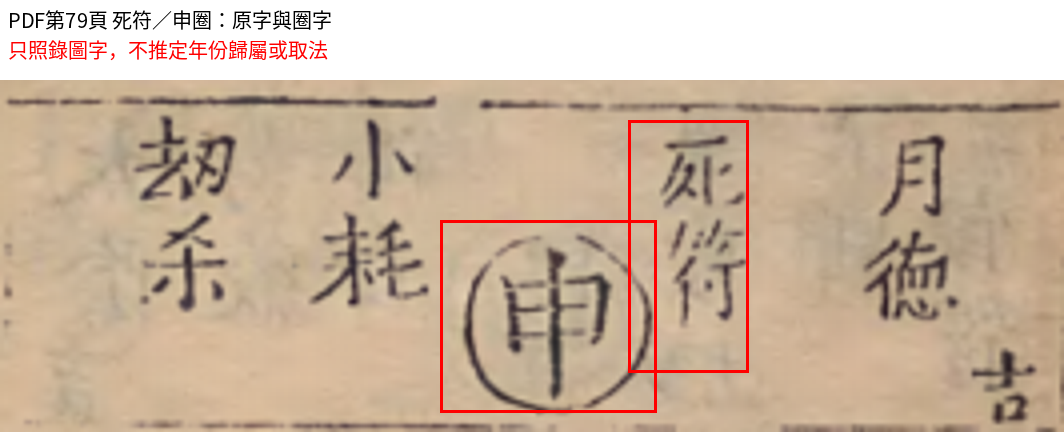 PDF第79頁 死符／申圈：原字與圈字
只照錄圖字，不推定年份歸屬或取法
月德
吉
死符
申
小耗
劫杀